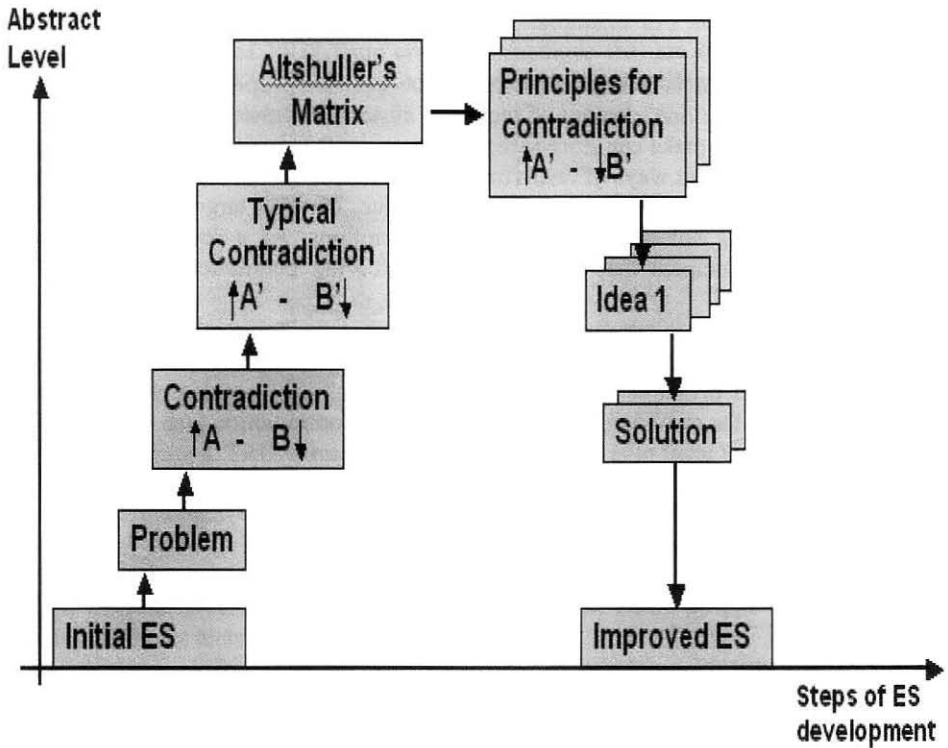 Abstract
Level
Altshuller's
Matrix
Principles for
contradiction
↑A' - ↓B'
Typical
Contradiction
↑A' - B'↓
Idea 1
Contradiction
↑A - B↓
Solution
Problem
Initial ES
Improved ES
Steps of ES
development